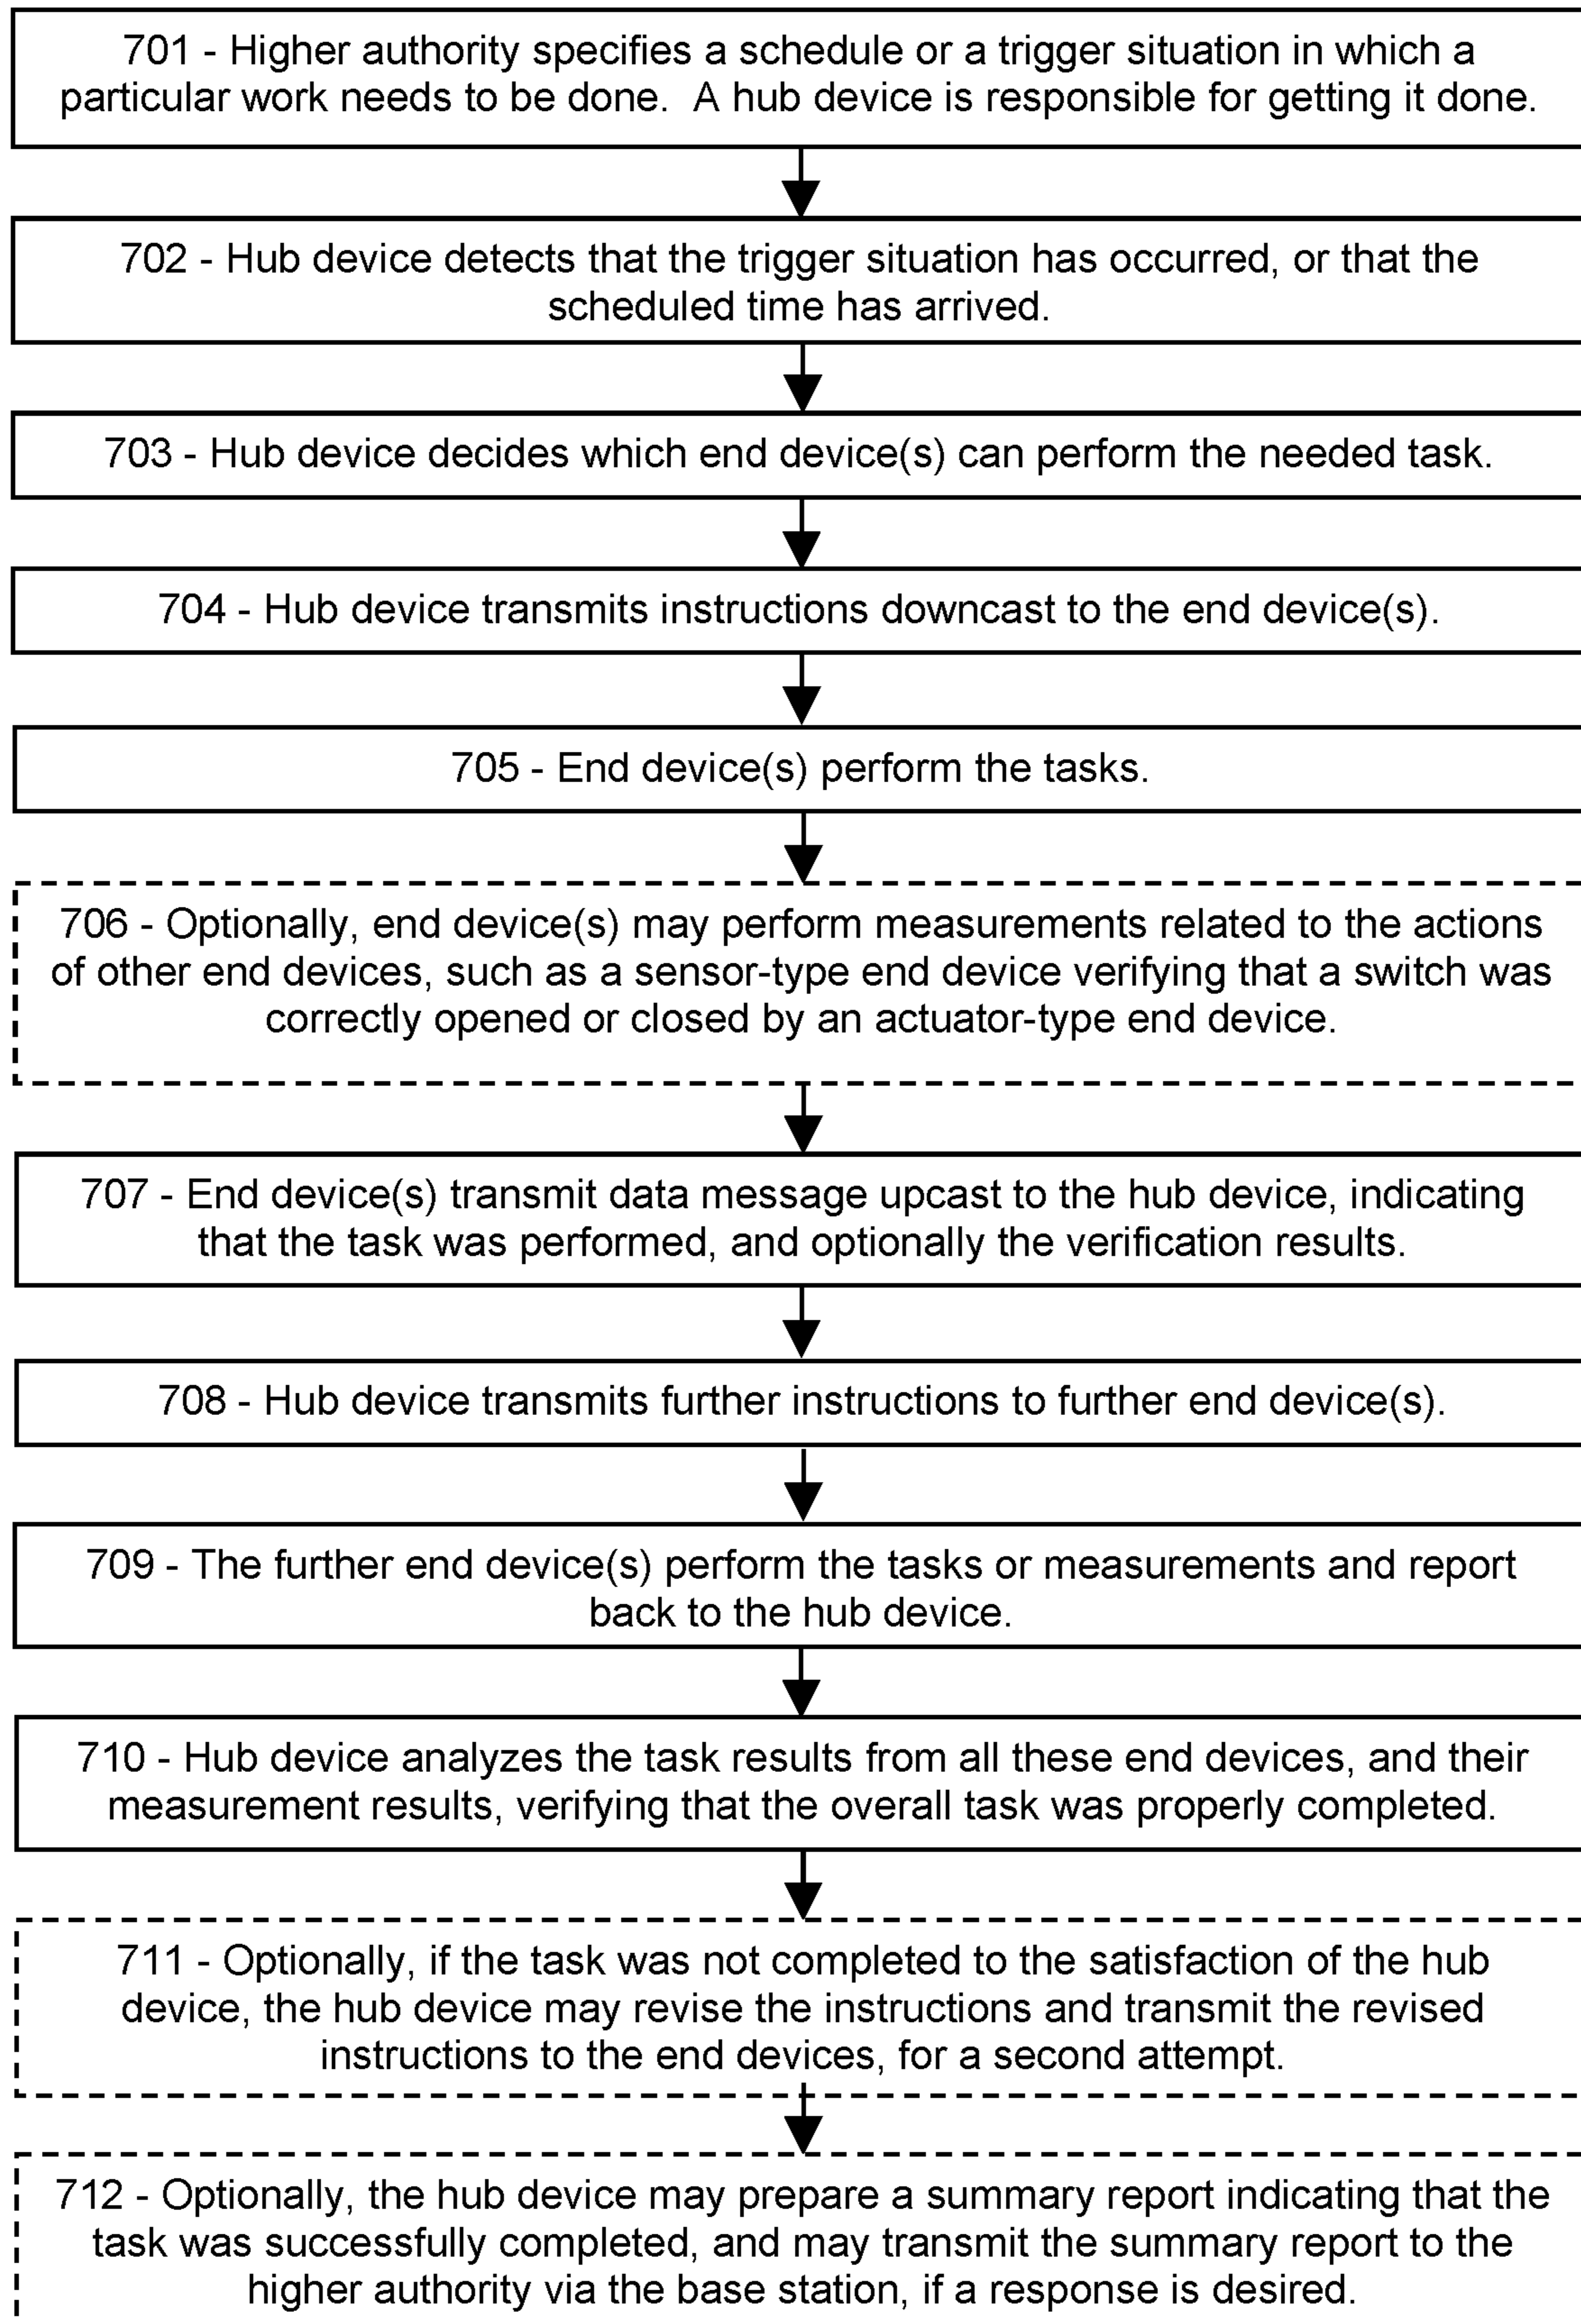 701 - Higher authority specifies a schedule or a trigger situation in which a
particular work needs to be done.  A hub device is responsible for getting it done.
702 - Hub device detects that the trigger situation has occurred, or that the
scheduled time has arrived.
703 - Hub device decides which end device(s) can perform the needed task.
704 - Hub device transmits instructions downcast to the end device(s).
705 - End device(s) perform the tasks.
706 - Optionally, end device(s) may perform measurements related to the actions
of other end devices, such as a sensor-type end device verifying that a switch was
correctly opened or closed by an actuator-type end device.
707 - End device(s) transmit data message upcast to the hub device, indicating
that the task was performed, and optionally the verification results.
708 - Hub device transmits further instructions to further end device(s).
709 - The further end device(s) perform the tasks or measurements and report
back to the hub device.
710 - Hub device analyzes the task results from all these end devices, and their
measurement results, verifying that the overall task was properly completed.
711 - Optionally, if the task was not completed to the satisfaction of the hub
device, the hub device may revise the instructions and transmit the revised
instructions to the end devices, for a second attempt.
712 - Optionally, the hub device may prepare a summary report indicating that the
task was successfully completed, and may transmit the summary report to the
higher authority via the base station, if a response is desired.